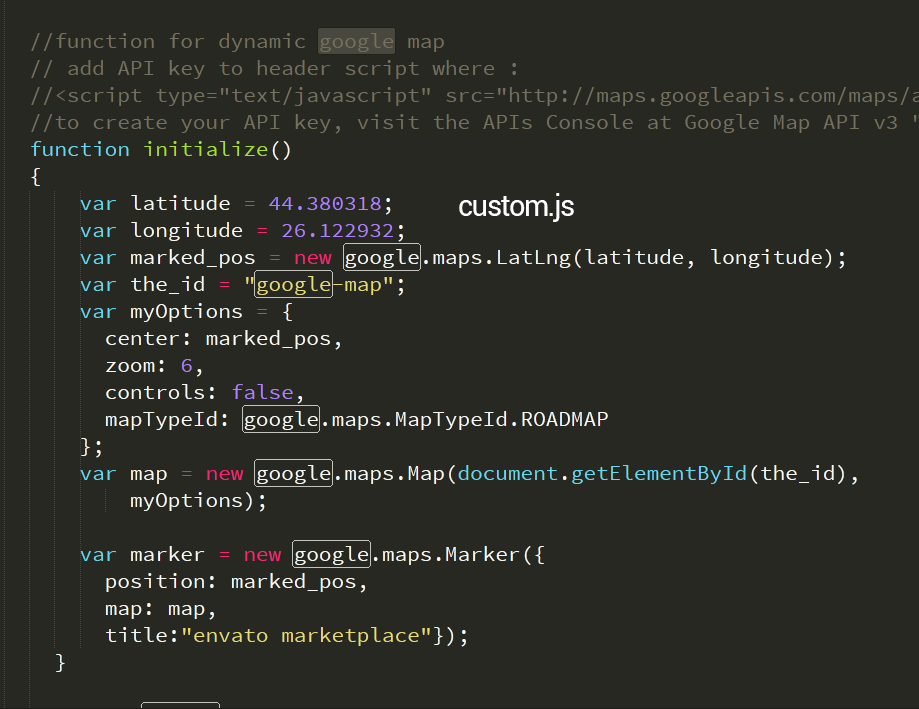 //function for dynamic google map
// add API key to header script where :
//<script type="text/javascript" src="http://maps.googleapis.com/maps/a
//to create your API key, visit the APIs Console at Google Map API v3 "
function initialize()
{
var latitude = 44.380318;
custom.js
var longitude = 26.122932;
var marked_pos = new google.maps.LatLng(latitude, longitude);
var the_id = "google-map";
var myOptions = {
center: marked_pos,
zoom: 6,
controls: false,
mapTypeId: google.maps.MapTypeId.ROADMAP
};
var map = new google.maps.Map(document.getElementById(the_id),
myOptions);
var marker = new google.maps.Marker({
position: marked_pos,
map: map,
title:"envato marketplace"});
}